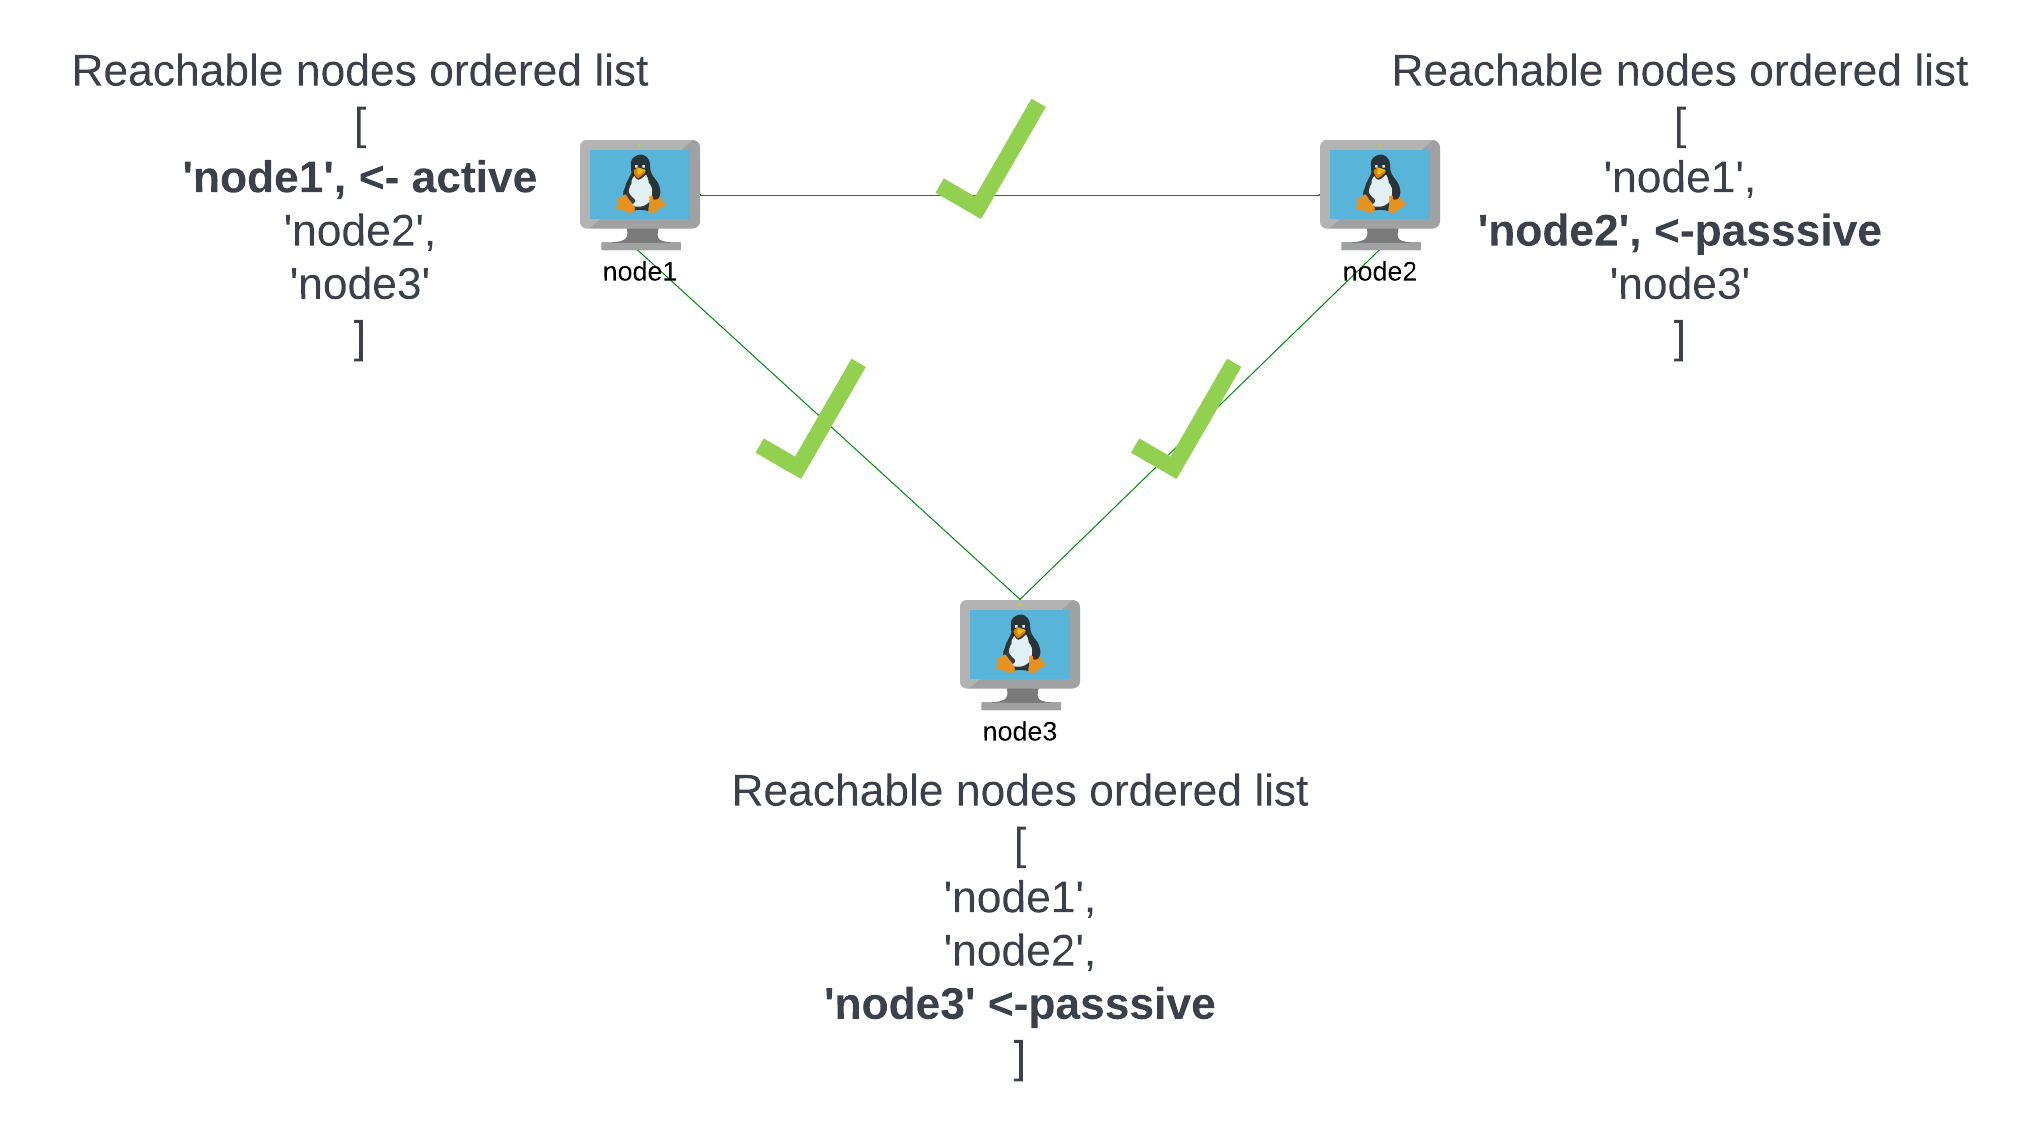 Reachable nodes ordered list
[
'node1', <- active
'node2',
'node3'
]
node1
Reachable nodes ordered list
[
'node1',
'node2', <-passsive
'node3'
]
node2
node3
Reachable nodes ordered list
[
'node1',
'node2',
'node3' <-passsive
]